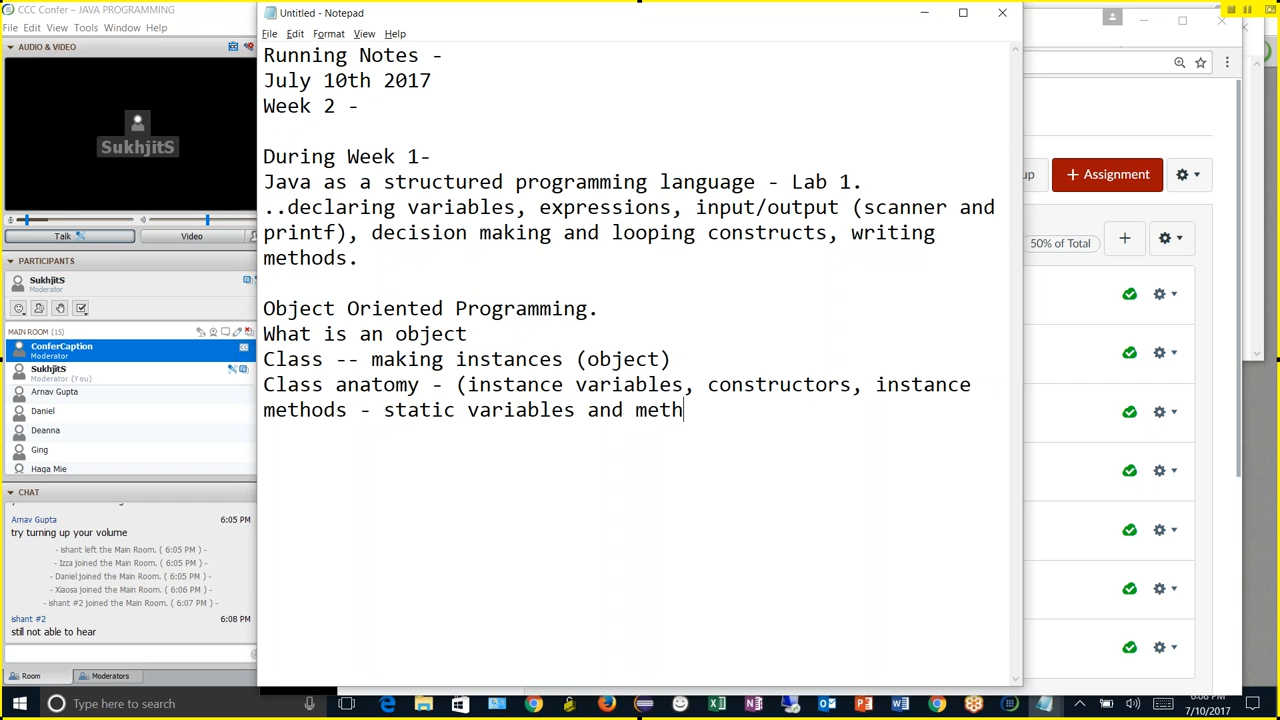 CCC Confer – JAVA PROGRAMMING
File Edit View Tools Window Help
AUDIO & VIDEO
SukhjitS
Talk
Video
PARTICIPANTS
SukhjitS
Moderator
MAIN ROOM (15)
ConferCaption
Moderator
SukhjitS
Moderator (You)
Arnav Gupta
Daniel
Deanna
Ging
Haga Mie
CHAT
Arnav Gupta 6:05 PM
try turning up your volume
- ishant left the Main Room. ( 6:05 PM ) -
- Izza joined the Main Room. ( 6:05 PM ) -
- Daniel joined the Main Room. ( 6:05 PM ) -
- Xiaosa joined the Main Room. ( 6:06 PM ) -
- ishant #2 joined the Main Room. ( 6:07 PM ) -
ishant #2 6:08 PM
still not able to hear
Room
Moderators
Untitled - Notepad
File Edit Format View Help
Running Notes -
July 10th 2017
Week 2 -
During Week 1-
Java as a structured programming language - Lab 1.
..declaring variables, expressions, input/output (scanner and
printf), decision making and looping constructs, writing
methods.
Object Oriented Programming.
What is an object
Class -- making instances (object)
Class anatomy - (instance variables, constructors, instance
methods - static variables and meth
up
+ Assignment
50% of Total
Type here to search
6:08 PM
7/10/2017